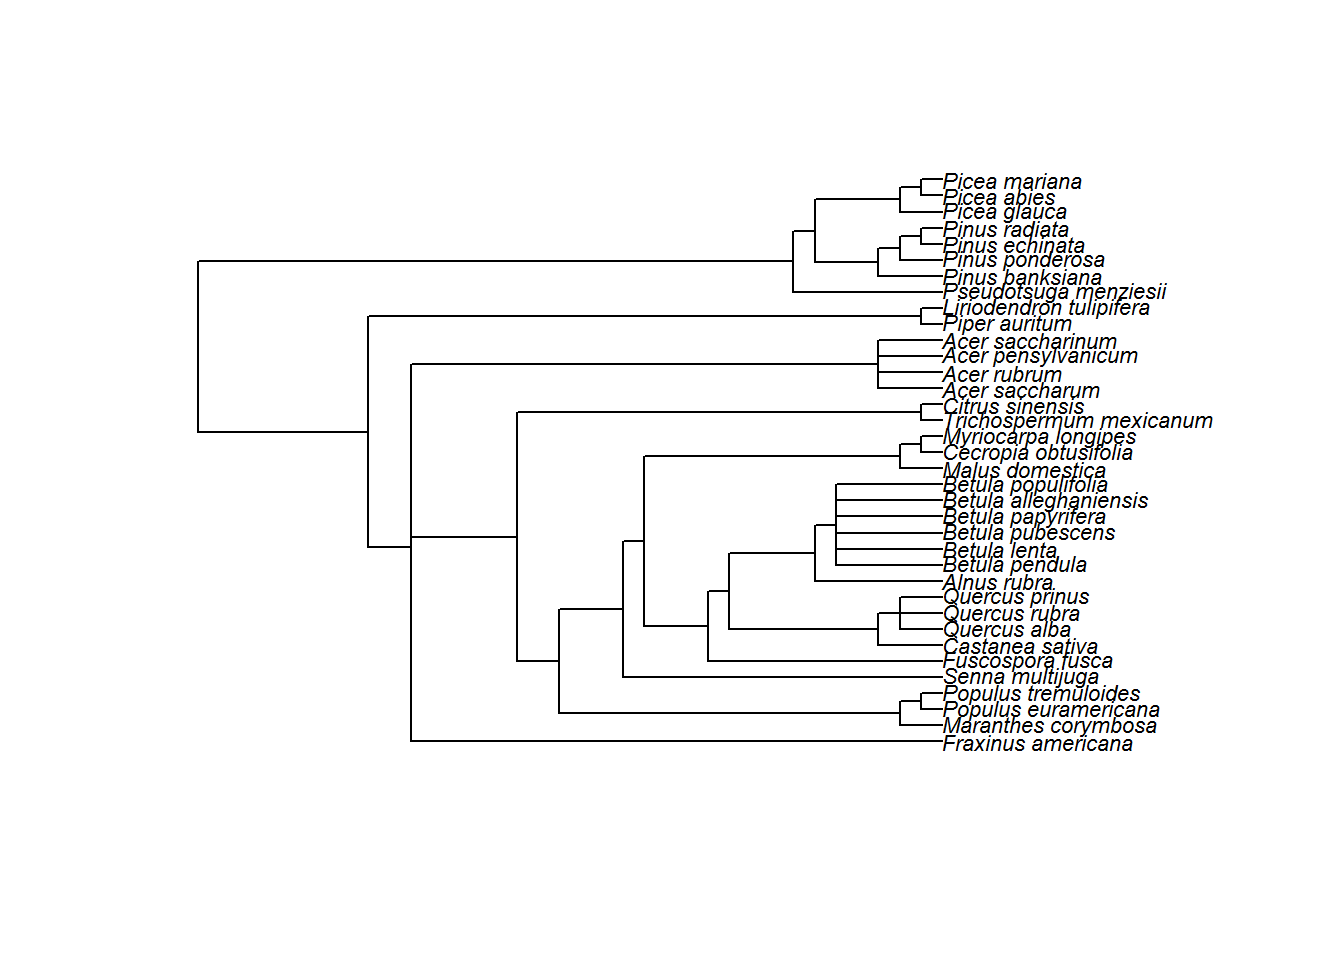 Picea mariana
Picea abies
Picea glauca
Pinus radiata
Pinus echinata
Pinus ponderosa
Pinus banksiana
Pseudotsuga menziesii
Liriodendron tulipifera
Piper auritum
Acer saccharinum
Acer pensylvanicum
Acer rubrum
Acer saccharum
Citrus sinensis
Trichospermum mexicanum
Myriocarpa longipes
Cecropia obtusifolia
Malus domestica
Betula populifolia
Betula alleghaniensis
Betula papyrifera
Betula pubescens
Betula lenta
Betula pendula
Alnus rubra
Quercus prinus
Quercus rubra
Quercus alba
Castanea sativa
Fuscospora fusca
Senna multijuga
Populus tremuloides
Populus euramericana
Maranthes corymbosa
Fraxinus americana